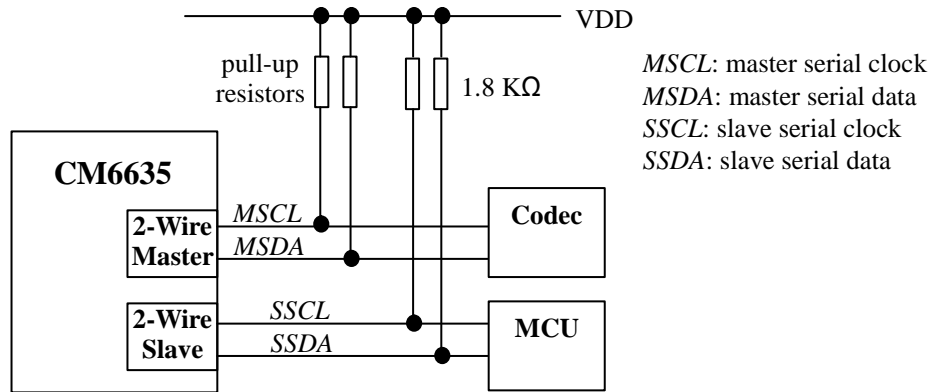 VDD
pull-up
resistors
1.8 KΩ
MSCL: master serial clock
MSDA: master serial data
SSCL: slave serial clock
SSDA: slave serial data
CM6635
2-Wire
Master
MSCL
MSDA
Codec
2-Wire
Slave
SSCL
SSDA
MCU